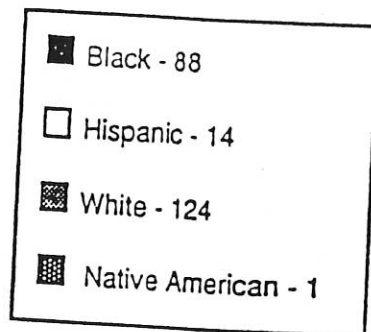 Black - 88
Hispanic - 14
White - 124
Native American - 1